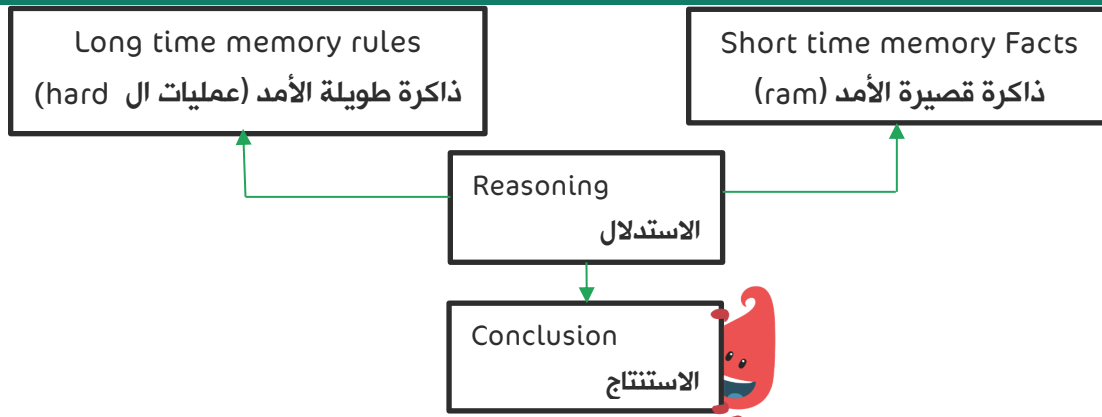 Long time memory rules
ذاكرة طويلة الأمد (عمليات ال hard)
Short time memory Facts
ذاكرة قصيرة الأمد (ram)
Reasoning
الاستدلال
Conclusion
الاستنتاج